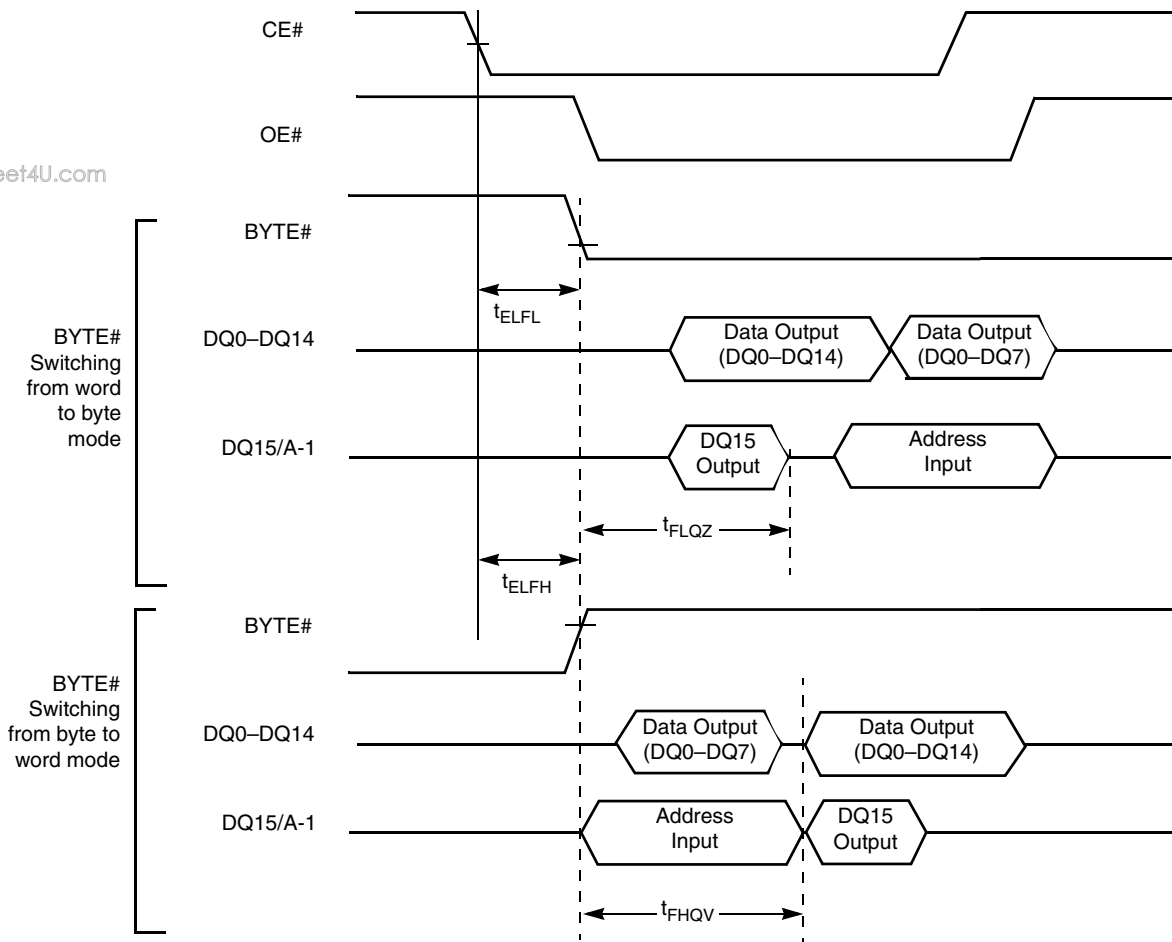 CE#
OE#
eet4U.com
BYTE#
tELFL
BYTE#
Switching
from word
to byte
mode
DQ0–DQ14
Data Output
(DQ0–DQ14)
Data Output
(DQ0–DQ7)
DQ15/A-1
DQ15
Output
Address
Input
tFLQZ
tELFH
BYTE#
BYTE#
Switching
from byte to
word mode
DQ0–DQ14
Data Output
(DQ0–DQ7)
Data Output
(DQ0–DQ14)
DQ15/A-1
Address
Input
DQ15
Output
tFHQV